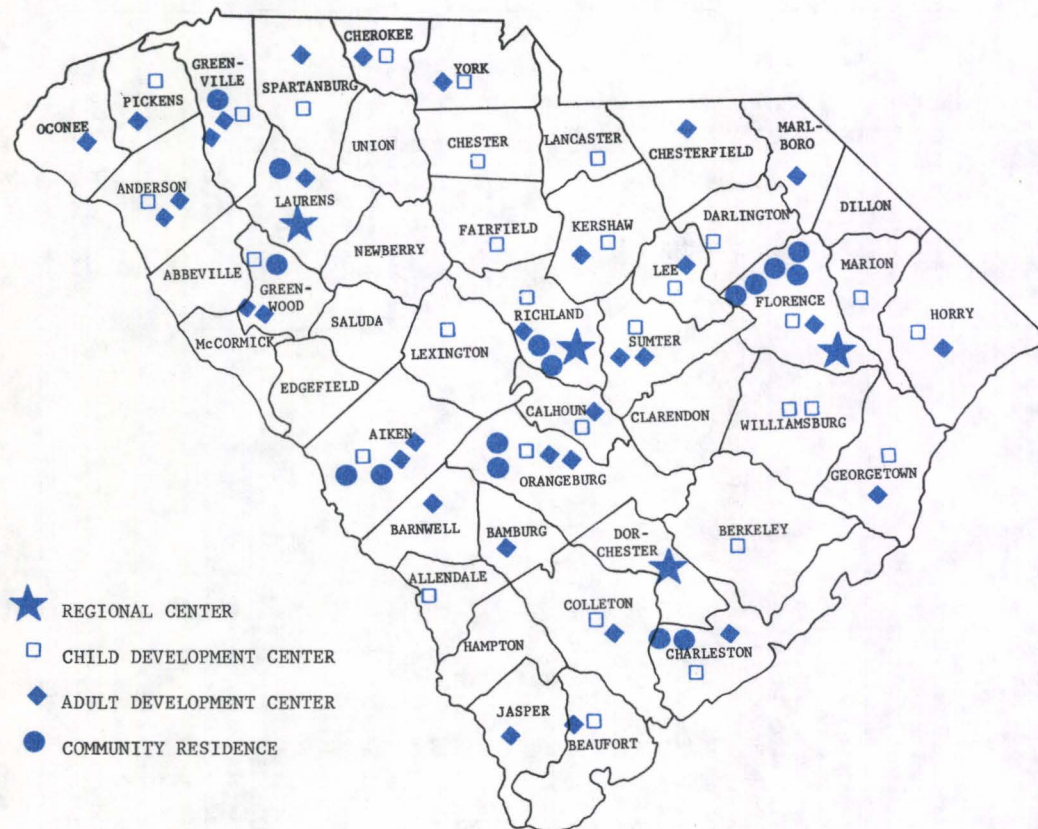 CHEROKEE
GREEN-
VILLE
YORK
PICKENS
SPARTANBURG
OCONEE
UNION
CHESTER
LANCASTER
CHESTERFIELD
MARL-
BORO
ANDERSON
LAURENS
DARLINGTON
DILLON
FAIRFIELD
KERSHAW
NEWBERRY
ABBEVILLE
LEE
MARION
GREEN-
WOOD
FLORENCE
HORRY
SALUDA
RICHLAND
McCORMICK
LEXINGTON
SUMTER
EDGEFIELD
CALHOUN
CLARENDON
WILLIAMSBURG
AIKEN
ORANGEBURG
GEORGETOWN
BARNWELL
BAMBURG
DOR-
CHESTER
BERKELEY
ALLENDALE
COLLETON
HAMPTON
CHARLESTON
JASPER
BEAUFORT
REGIONAL CENTER
CHILD DEVELOPMENT CENTER
ADULT DEVELOPMENT CENTER
COMMUNITY RESIDENCE